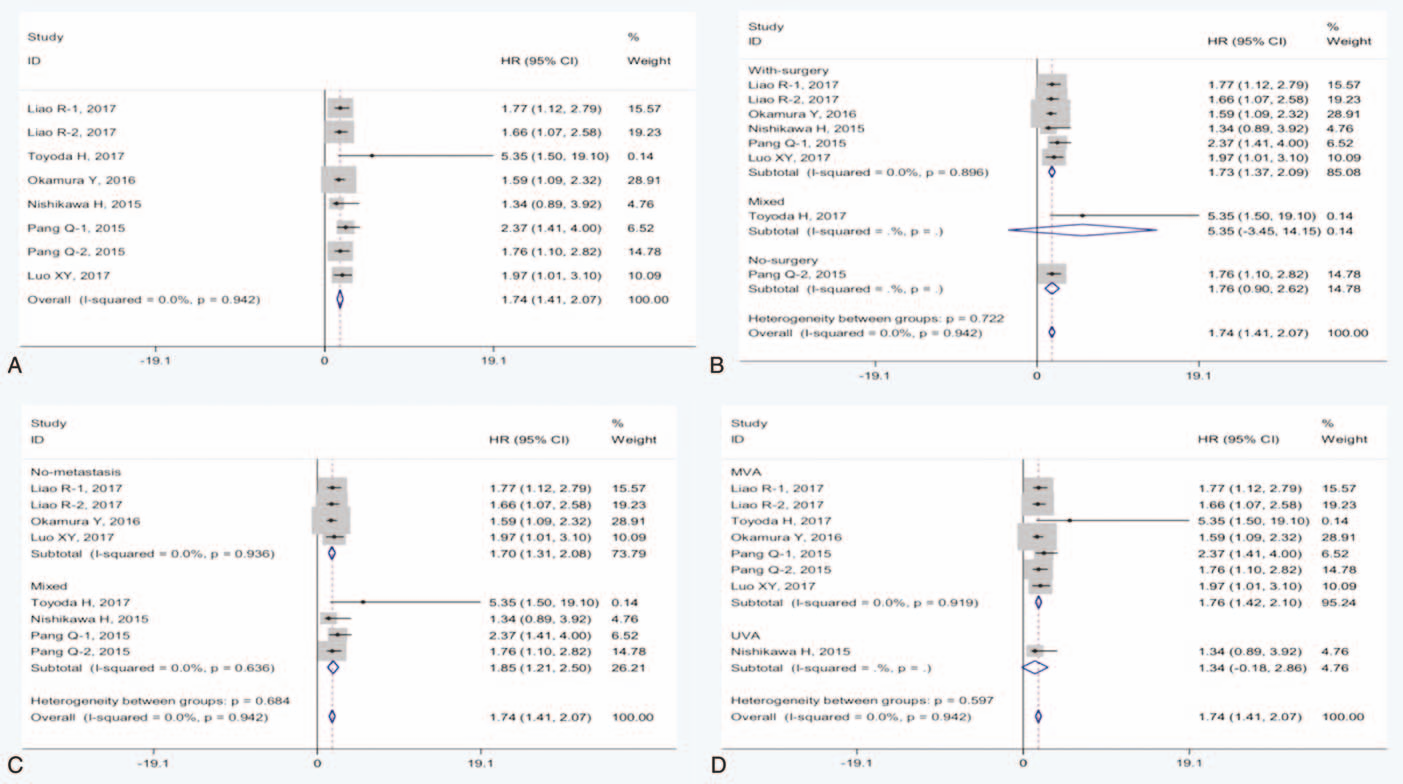 Study %
ID HR (95% CI) Weight
Liao R-1, 2017 1.77 (1.12, 2.79) 15.57
Liao R-2, 2017 1.66 (1.07, 2.58) 19.23
Toyoda H, 2017 5.35 (1.50, 19.10) 0.14
Okamura Y, 2016 1.59 (1.09, 2.32) 28.91
Nishikawa H, 2015 1.34 (0.89, 3.92) 4.76
Pang Q-1, 2015 2.37 (1.41, 4.00) 6.52
Pang Q-2, 2015 1.76 (1.10, 2.82) 14.78
Luo XY, 2017 1.97 (1.01, 3.10) 10.09
Overall (I-squared = 0.0%, p = 0.942) 1.74 (1.41, 2.07) 100.00
-19.1 0 19.1
A
Study %
ID HR (95% CI) Weight
With-surgery
Liao R-1, 2017 1.77 (1.12, 2.79) 15.57
Liao R-2, 2017 1.66 (1.07, 2.58) 19.23
Okamura Y, 2016 1.59 (1.09, 2.32) 28.91
Nishikawa H, 2015 1.34 (0.89, 3.92) 4.76
Pang Q-1, 2015 2.37 (1.41, 4.00) 6.52
Luo XY, 2017 1.97 (1.01, 3.10) 10.09
Subtotal (I-squared = 0.0%, p = 0.896) 1.73 (1.37, 2.09) 85.08
Mixed
Toyoda H, 2017 5.35 (1.50, 19.10) 0.14
Subtotal (I-squared = .%, p = .) 5.35 (-3.45, 14.15) 0.14
No-surgery
Pang Q-2, 2015 1.76 (1.10, 2.82) 14.78
Subtotal (I-squared = .%, p = .) 1.76 (0.90, 2.62) 14.78
Heterogeneity between groups: p = 0.722
Overall (I-squared = 0.0%, p = 0.942) 1.74 (1.41, 2.07) 100.00
-19.1 0 19.1
B
Study %
ID HR (95% CI) Weight
No-metastasis
Liao R-1, 2017 1.77 (1.12, 2.79) 15.57
Liao R-2, 2017 1.66 (1.07, 2.58) 19.23
Okamura Y, 2016 1.59 (1.09, 2.32) 28.91
Luo XY, 2017 1.97 (1.01, 3.10) 10.09
Subtotal (I-squared = 0.0%, p = 0.936) 1.70 (1.31, 2.08) 73.79
Mixed
Toyoda H, 2017 5.35 (1.50, 19.10) 0.14
Nishikawa H, 2015 1.34 (0.89, 3.92) 4.76
Pang Q-1, 2015 2.37 (1.41, 4.00) 6.52
Pang Q-2, 2015 1.76 (1.10, 2.82) 14.78
Subtotal (I-squared = 0.0%, p = 0.636) 1.85 (1.21, 2.50) 26.21
Heterogeneity between groups: p = 0.684
Overall (I-squared = 0.0%, p = 0.942) 1.74 (1.41, 2.07) 100.00
-19.1 0 19.1
C
Study %
ID HR (95% CI) Weight
MVA
Liao R-1, 2017 1.77 (1.12, 2.79) 15.57
Liao R-2, 2017 1.66 (1.07, 2.58) 19.23
Toyoda H, 2017 5.35 (1.50, 19.10) 0.14
Okamura Y, 2016 1.59 (1.09, 2.32) 28.91
Pang Q-1, 2015 2.37 (1.41, 4.00) 6.52
Pang Q-2, 2015 1.76 (1.10, 2.82) 14.78
Luo XY, 2017 1.97 (1.01, 3.10) 10.09
Subtotal (I-squared = 0.0%, p = 0.919) 1.76 (1.42, 2.10) 95.24
UVA
Nishikawa H, 2015 1.34 (0.89, 3.92) 4.76
Subtotal (I-squared = .%, p = .) 1.34 (-0.18, 2.86) 4.76
Heterogeneity between groups: p = 0.597
Overall (I-squared = 0.0%, p = 0.942) 1.74 (1.41, 2.07) 100.00
-19.1 0 19.1
D